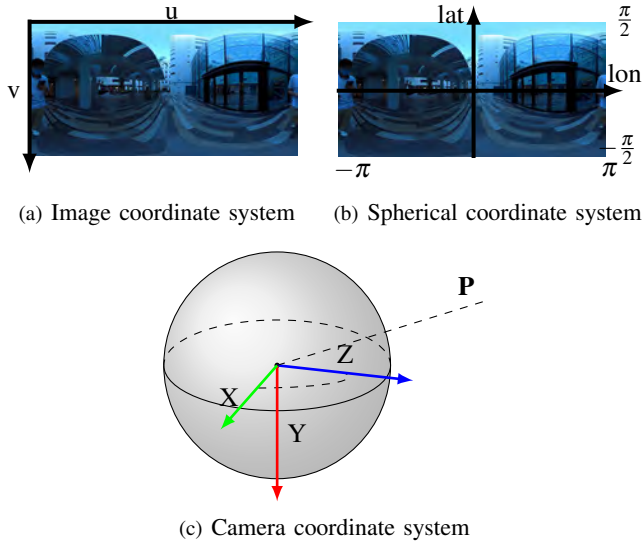 u
v
(a) Image coordinate system
lat
π/2
lon
-π/2
-π
π
(b) Spherical coordinate system
P
Z
X
Y
(c) Camera coordinate system